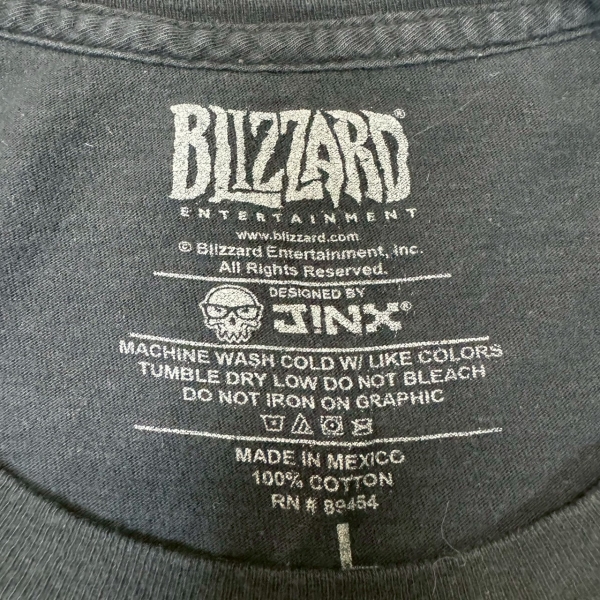 BLIZZARD®
ENTERTAINMENT
www.blizzard.com
© Blizzard Entertainment, Inc.
All Rights Reserved.
DESIGNED BY
J!NX®
MACHINE WASH COLD W/ LIKE COLORS
TUMBLE DRY LOW DO NOT BLEACH
DO NOT IRON ON GRAPHIC
MADE IN MEXICO
100% COTTON
RN # 89454
L